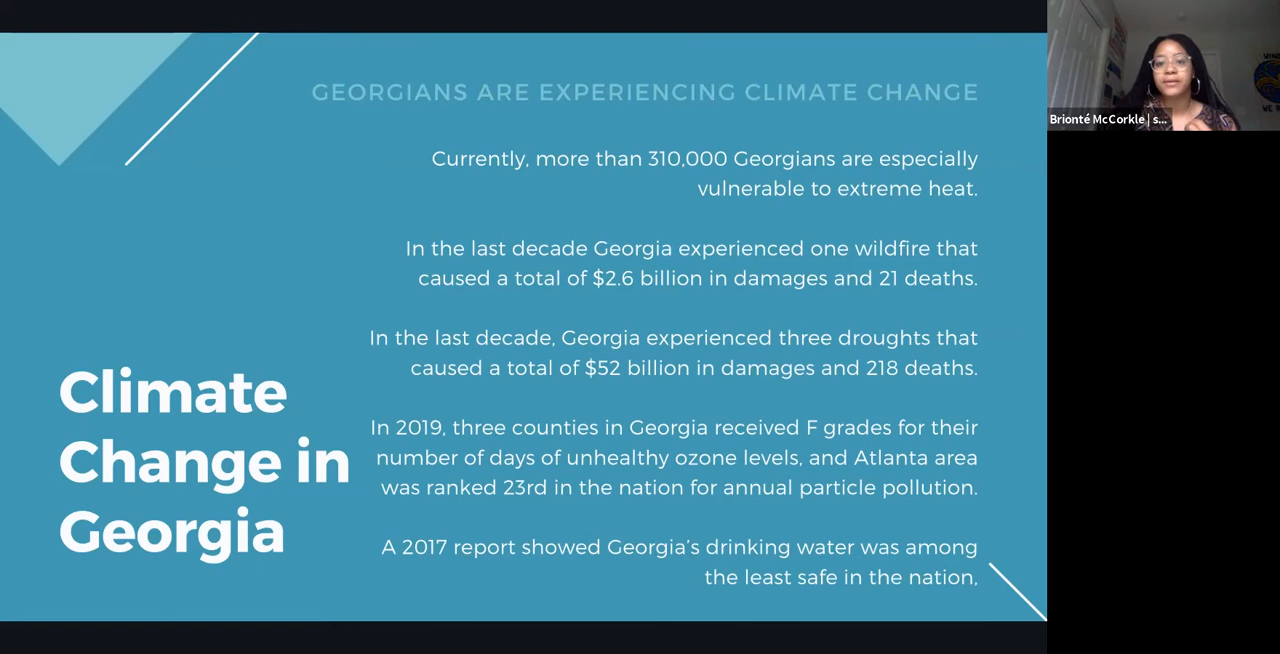 GEORGIANS ARE EXPERIENCING CLIMATE CHANGE
Currently, more than 310,000 Georgians are especially
vulnerable to extreme heat.
In the last decade Georgia experienced one wildfire that
caused a total of $2.6 billion in damages and 21 deaths.
In the last decade, Georgia experienced three droughts that
caused a total of $52 billion in damages and 218 deaths.
In 2019, three counties in Georgia received F grades for their
number of days of unhealthy ozone levels, and Atlanta area
was ranked 23rd in the nation for annual particle pollution.
A 2017 report showed Georgia's drinking water was among
the least safe in the nation,
Climate
Change in
Georgia
Brionté McCorkle | s...